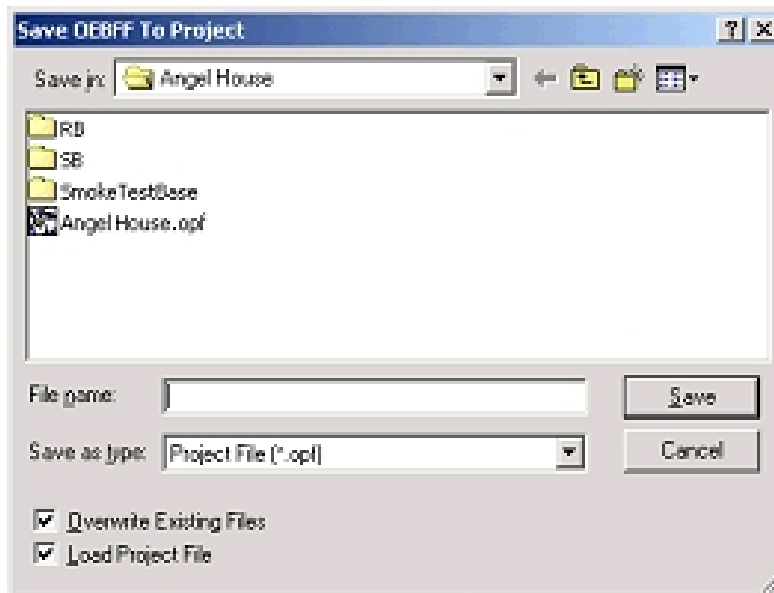 Save OEBFF To Project
Save in: Angel House
RB
SB
SmokeTestBase
Angel House.opf
File name:
Save
Save as type: Project File (*.opf)
Cancel
Overwrite Existing Files
Load Project File